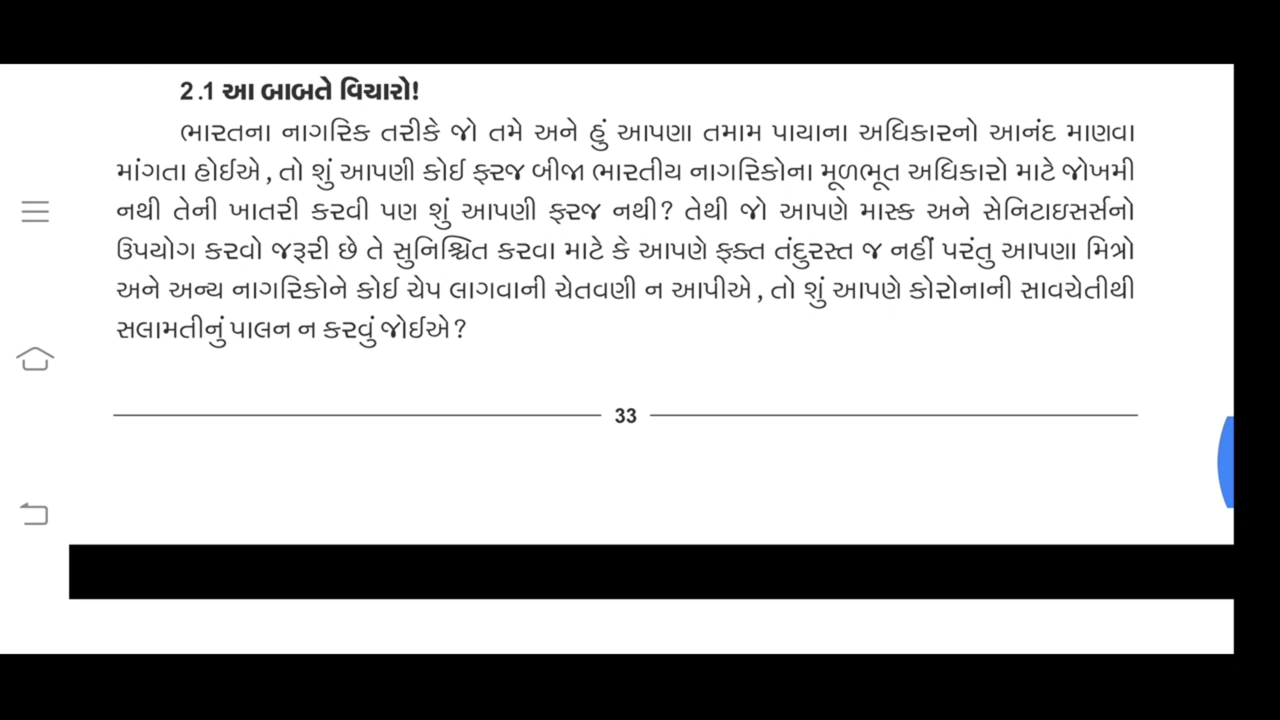 2.1 આ બાબતે વિચારો!
ભારતના નાગરિક તરીકે જો તમે અને હું આપણા તમામ પાયાના અધિકારનો આનંદ માણવા
માંગતા હોઈએ, તો શું આપણી કોઈ ફરજ બીજા ભારતીય નાગરિકોના મૂળભૂત અધિકારો માટે જોખમી
નથી તેની ખાતરી કરવી પણ શું આપણી ફરજ નથી? તેથી જો આપણે માસ્ક અને સેનિટાઇસર્સનો
ઉપયોગ કરવો જરૂરી છે તે સુનિશ્ચિત કરવા માટે કે આપણે ફક્ત તંદુરસ્ત જ નહીં પરંતુ આપણા મિત્રો
અને અન્ય નાગરિકોને કોઈ ચેપ લાગવાની ચેતવણી ન આપીએ, તો શું આપણે કોરોનાની સાવચેતીથી
સલામતીનું પાલન ન કરવું જોઈએ?
33